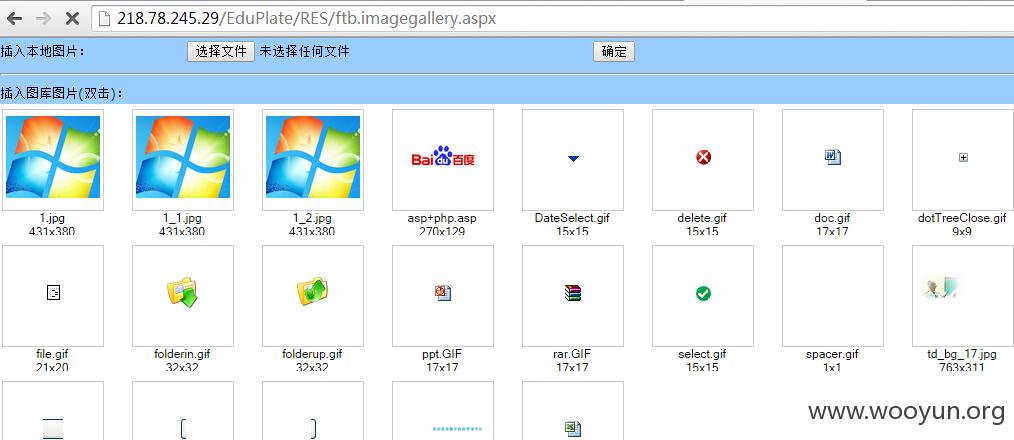 218.78.245.29/EduPlate/RES/ftb.imagegallery.aspx
插入本地图片： 选择文件 未选择任何文件 确定
插入图库图片(双击)：
Bai du 百度
1.jpg 1_1.jpg 1_2.jpg asp+php.asp DateSelect.gif delete.gif doc.gif dotTreeClose.gif
431x380 431x380 431x380 270x129 15x15 15x15 17x17 9x9
file.gif folderin.gif folderup.gif ppt.GIF rar.GIF select.gif spacer.gif td_bg_17.jpg
21x20 32x32 32x32 17x17 17x17 15x15 1x1 763x311
www.wooyun.org